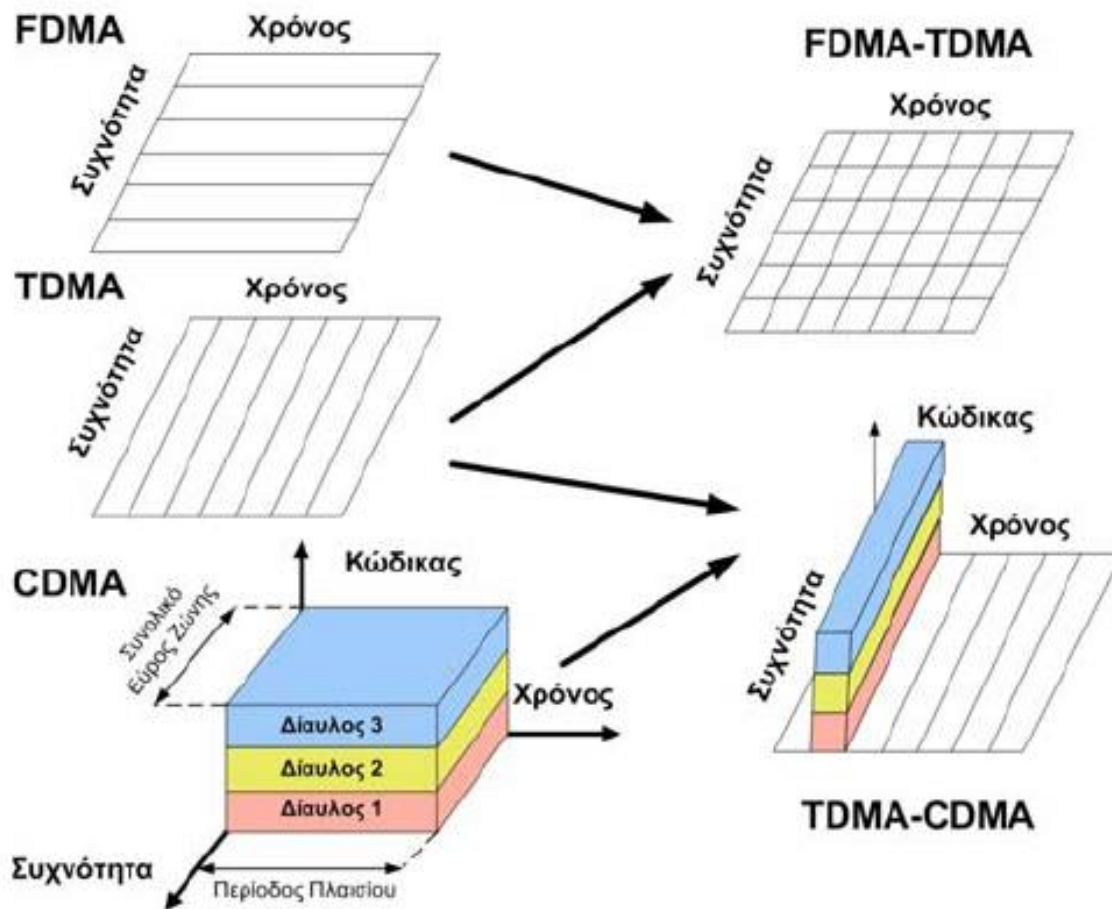 FDMA
Χρόνος
Συχνότητα
FDMA-TDMA
Χρόνος
Συχνότητα
TDMA
Χρόνος
Συχνότητα
CDMA
Κώδικας
Συνολικό
Εύρος Ζώνης
Χρόνος
Δίαυλος 3
Δίαυλος 2
Δίαυλος 1
Συχνότητα
Περίοδος Πλαισίου
Κώδικας
Χρόνος
Συχνότητα
TDMA-CDMA